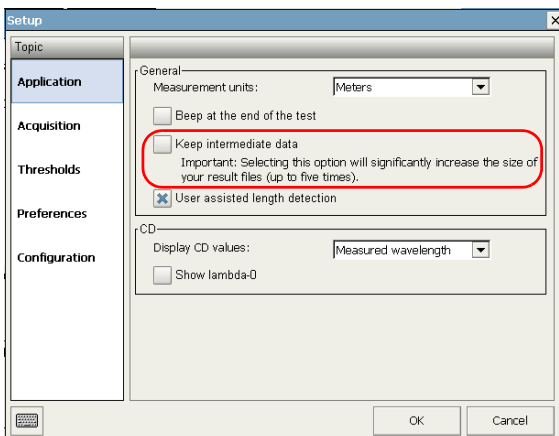 Setup
Topic
Application
Acquisition
Thresholds
Preferences
Configuration
General
Measurement units: Meters
Beep at the end of the test
Keep intermediate data
Important: Selecting this option will significantly increase the size of
your result files (up to five times).
User assisted length detection
CD
Display CD values: Measured wavelength
Show lambda-0
OK Cancel